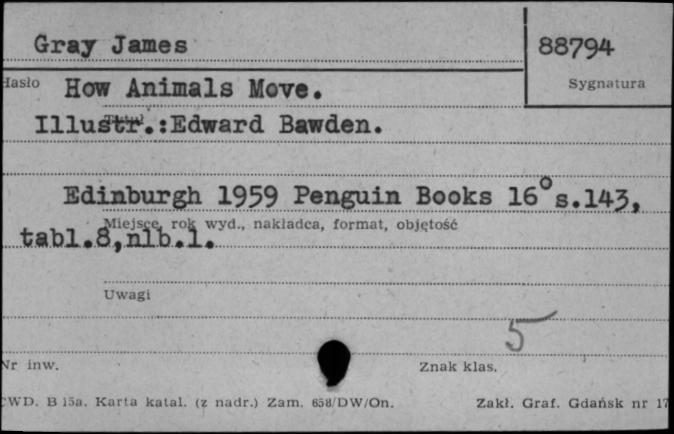 Gray James
88794
Hasło
Sygnatura
How Animals Move.
Illustr.:Edward Bawden.
Edinburgh 1959 Penguin Books 16° s.143,
Miejsce, rok wyd., nakładca, format, objętość
tabl.8,nlb.1.
Uwagi
5
Nr inw.
Znak klas.
B 15a. Karta katal. (z nadr.) Zam. 658/DW/On.
Zakł. Graf. Gdańsk nr